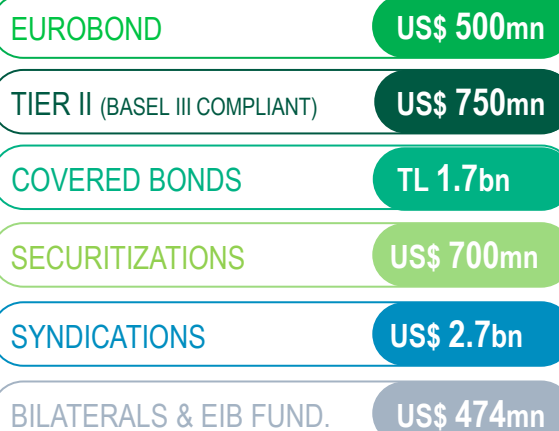 EUROBOND US$ 500mn
TIER II (BASEL III COMPLIANT) US$ 750mn
COVERED BONDS TL 1.7bn
SECURITIZATIONS US$ 700mn
SYNDICATIONS US$ 2.7bn
BILATERALS & EIB FUND. US$ 474mn